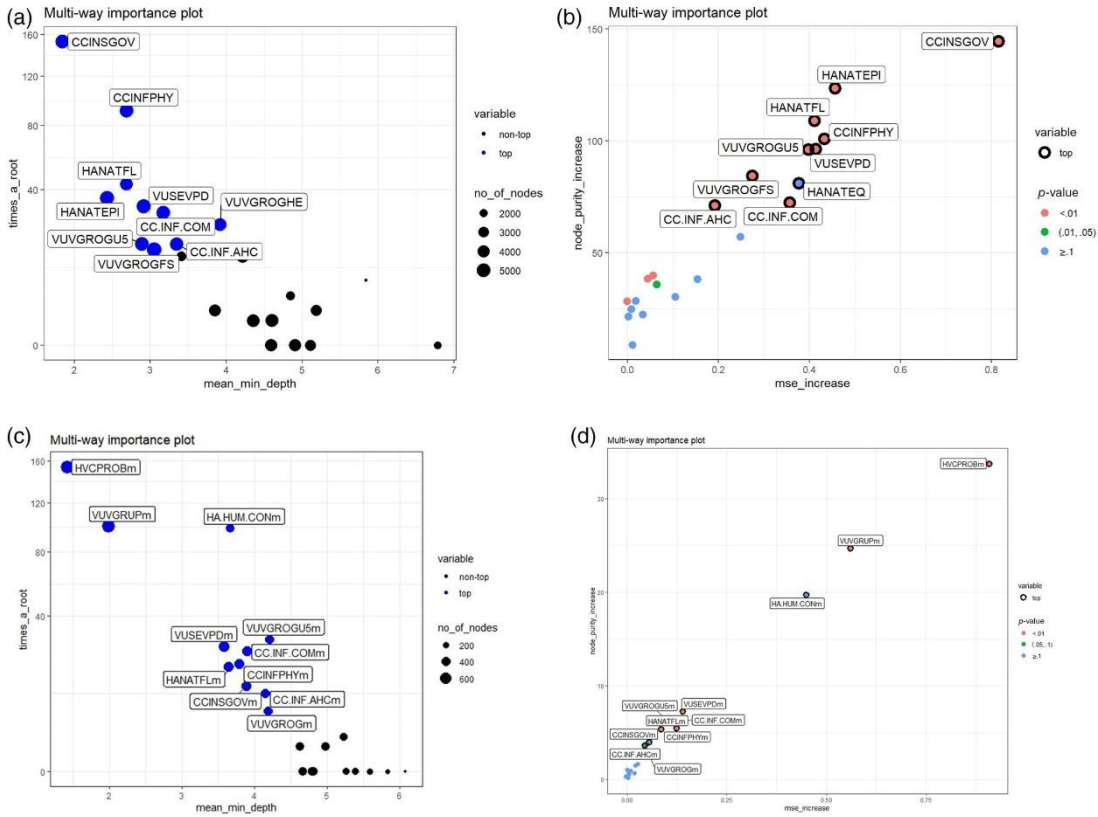 (a)
Multi-way importance plot
times_a_root
160
120
80
40
0
CCINSGOV
CCINFPHY
HANATFL
VUSEVPD
VUVGROGHE
HANATEPI
CC.INF.COM
VUVGROGU5
CC.INF.AHC
VUVGROGFS
2
3
4
5
6
7
mean_min_depth
variable
non-top
top
no_of_nodes
2000
3000
4000
5000
(b)
Multi-way importance plot
node_purity_increase
150
100
50
CCINSGOV
HANATEPI
HANATFL
CCINFPHY
VUVGROGU5
VUSEVPD
VUVGROGFS
HANATEQ
CC.INF.AHC
CC.INF.COM
0.0
0.2
0.4
0.6
0.8
mse_increase
variable
top
p-value
<.01
(.01, .05)
≥.1
(c)
Multi-way importance plot
times_a_root
160
120
80
40
0
HVCPROBm
VUVGRUPm
HA.HUM.CONm
VUVGROGU5m
VUSEVPDm
CC.INF.COMm
HANATFLm
CCINFPHYm
CCINSGOVm
CC.INF.AHCm
VUVGROGm
2
3
4
5
6
mean_min_depth
variable
non-top
top
no_of_nodes
200
400
600
(d)
Multi-way importance plot
node_purity_increase
30
20
10
0
HVCPROBm
VUVGRUPm
HA.HUM.CONm
VUVGROGU5m
VUSEVPDm
HANATFLm
CC.INF.COMm
CCINSGOVm
CCINFPHYm
CC.INF.AHCm
VUVGROGm
0.00
0.25
0.50
0.75
mse_increase
variable
top
p-value
<.01
(.05, .1)
≥.1